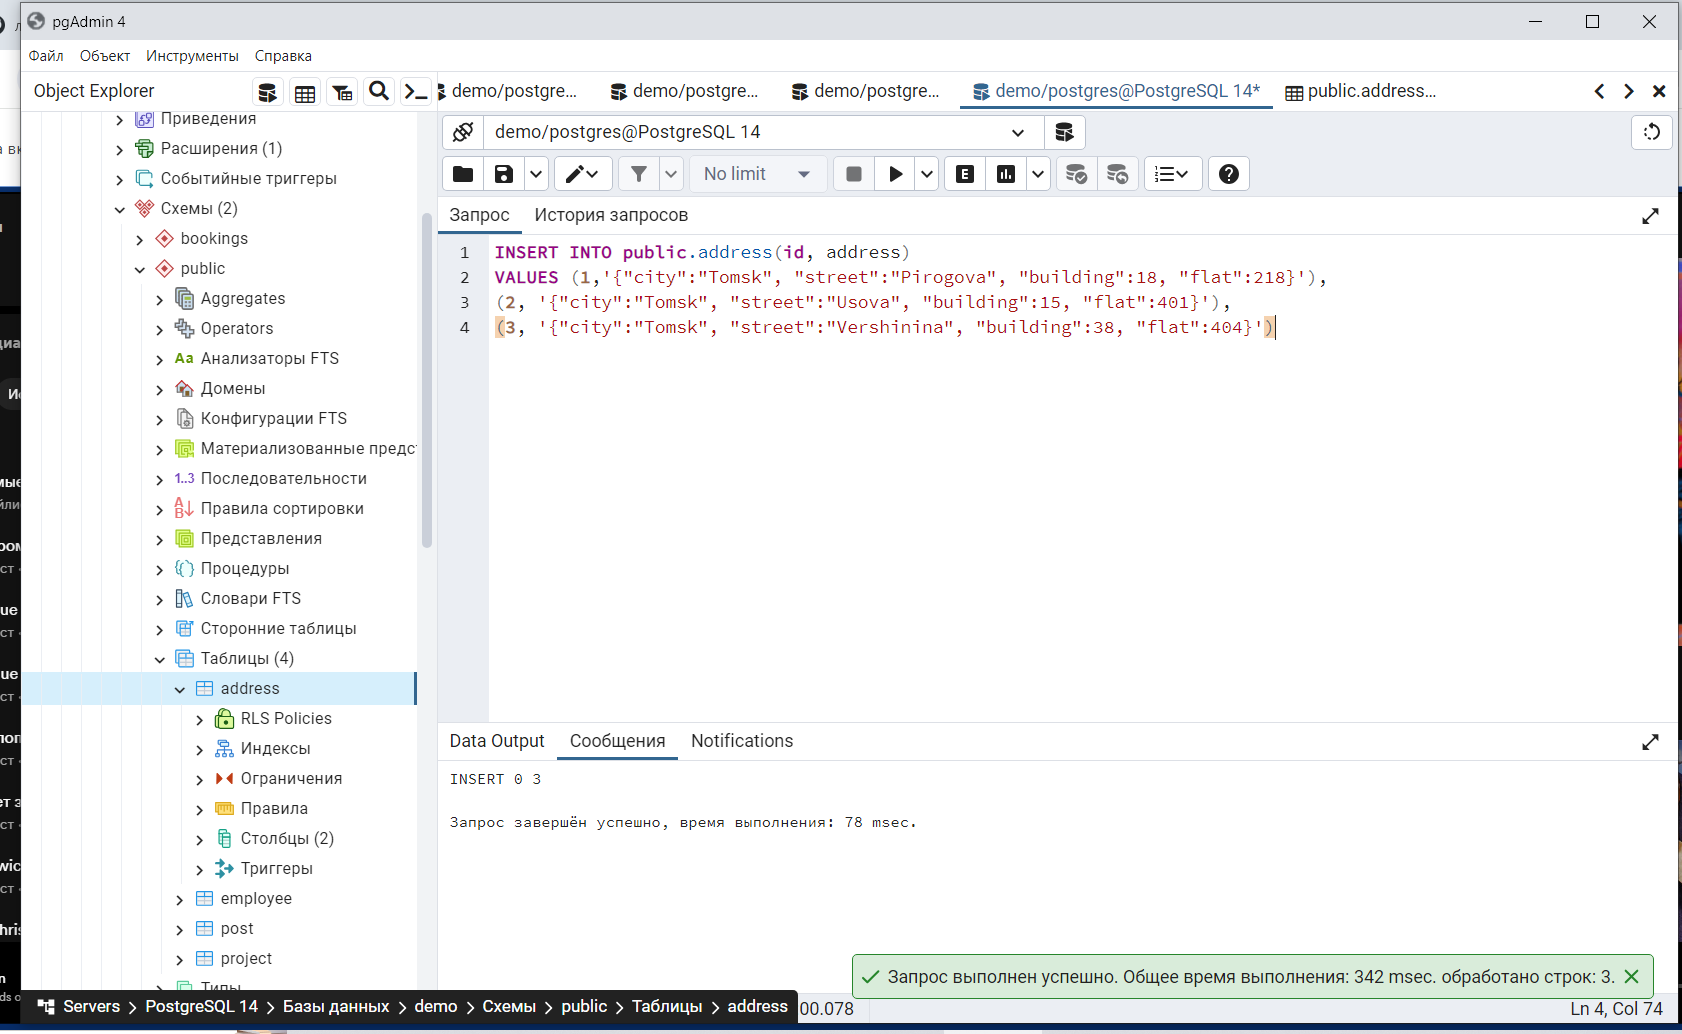 pgAdmin 4
Файл Объект Инструменты Справка
Object Explorer
demo/postgre... demo/postgre... demo/postgre... demo/postgres@PostgreSQL 14* public.address...
demo/postgres@PostgreSQL 14
No limit
Запрос История запросов
1 INSERT INTO public.address(id, address)
2 VALUES (1,'{"city":"Tomsk", "street":"Pirogova", "building":18, "flat":218}'),
3 (2, '{"city":"Tomsk", "street":"Usova", "building":15, "flat":401}'),
4 (3, '{"city":"Tomsk", "street":"Vershinina", "building":38, "flat":404}')
Приведения
Расширения (1)
Событийные триггеры
Схемы (2)
bookings
public
Aggregates
Operators
Анализаторы FTS
Домены
Конфигурации FTS
Материализованные предс
1..3 Последовательности
Правила сортировки
Представления
Процедуры
Словари FTS
Сторонние таблицы
Таблицы (4)
address
RLS Policies
Индексы
Ограничения
Правила
Столбцы (2)
Триггеры
employee
post
project
Типы
Data Output Сообщения Notifications
INSERT 0 3
Запрос завершён успешно, время выполнения: 78 msec.
Запрос выполнен успешно. Общее время выполнения: 342 msec. обработано строк: 3.
Servers PostgreSQL 14 Базы данных demo Схемы public Таблицы address
00.078
Ln 4, Col 74